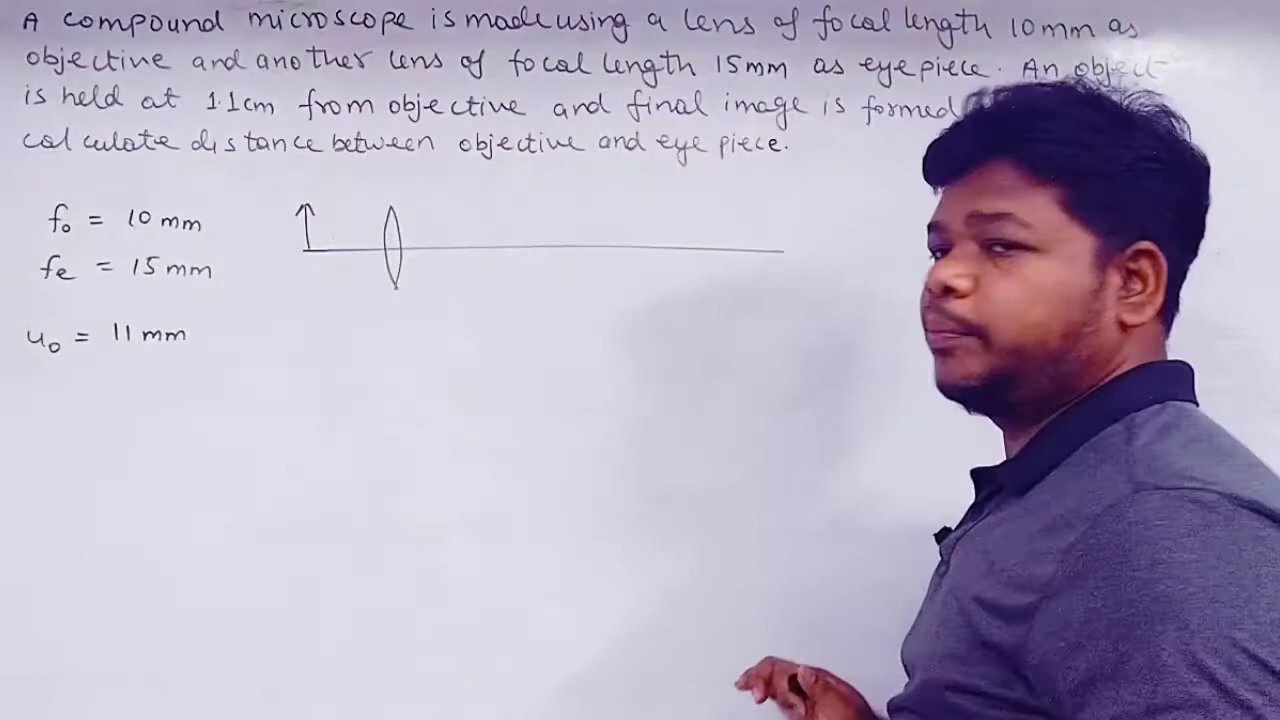 A compound microscope is made using a lens of focal length 10mm as
objective and another lens of focal length 15mm as eyepiece. An object
is held at 1.1cm from objective and final image is formed
calculate distance between objective and eye piece.
fo = 10 mm
fe = 15 mm
uo = 11 mm